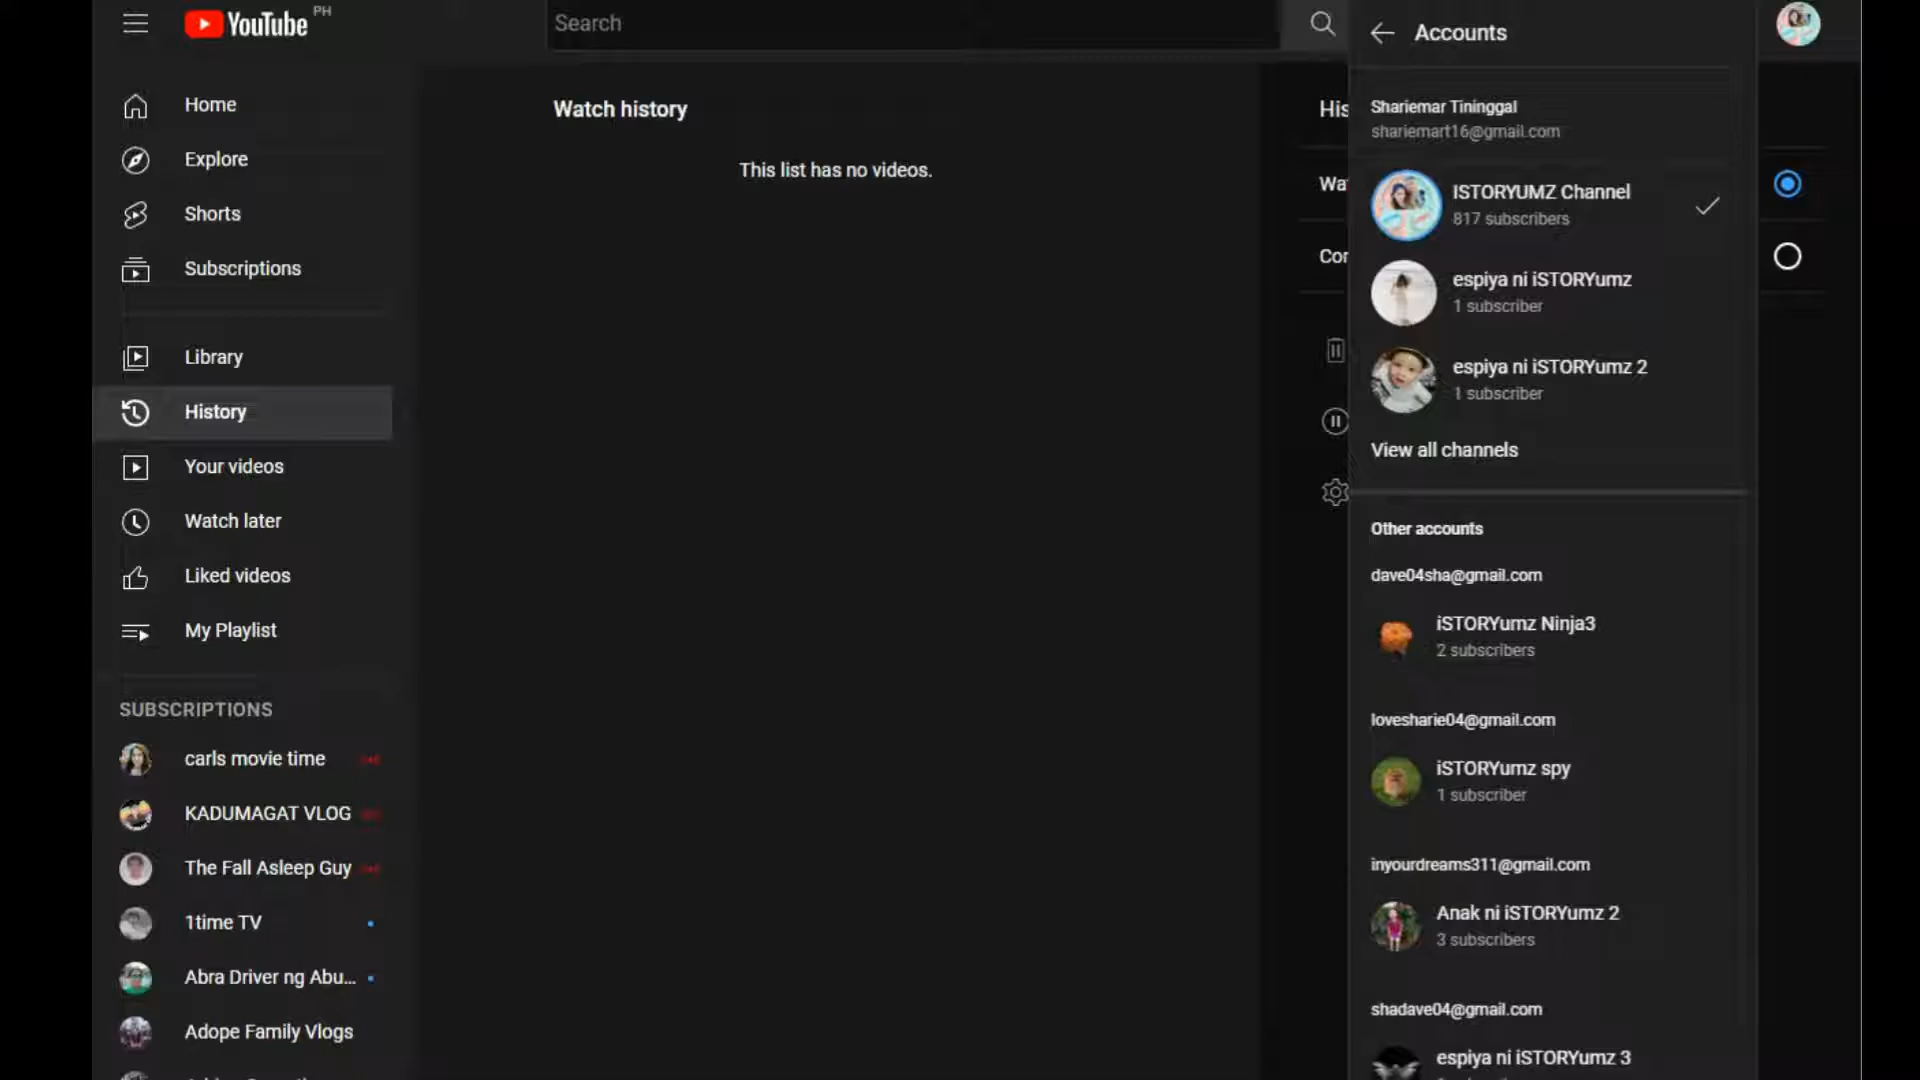 YouTube PH
Search
Home
Explore
Shorts
Subscriptions
Library
History
Your videos
Watch later
Liked videos
My Playlist
SUBSCRIPTIONS
carls movie time
KADUMAGAT VLOG
The Fall Asleep Guy
1time TV
Abra Driver ng Abu...
Adope Family Vlogs
Watch history
This list has no videos.
His
Wa
Accounts
Shariemar Tininggal
shariemart16@gmail.com
ISTORYUMZ Channel
817 subscribers
espiya ni iSTORYumz
1 subscriber
espiya ni iSTORYumz 2
1 subscriber
View all channels
Other accounts
dave04sha@gmail.com
iSTORYumz Ninja3
2 subscribers
lovesharie04@gmail.com
iSTORYumz spy
1 subscriber
inyourdreams311@gmail.com
Anak ni iSTORYumz 2
3 subscribers
shadave04@gmail.com
espiya ni iSTORYumz 3